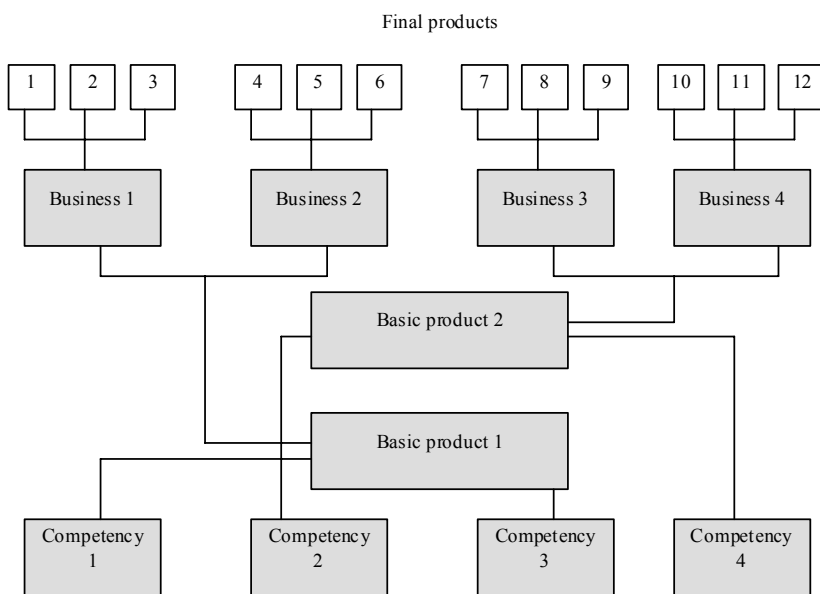 Final products
1 2 3 4 5 6 7 8 9 10 11 12
Business 1 Business 2 Business 3 Business 4
Basic product 2
Basic product 1
Competency 1
Competency 2
Competency 3
Competency 4